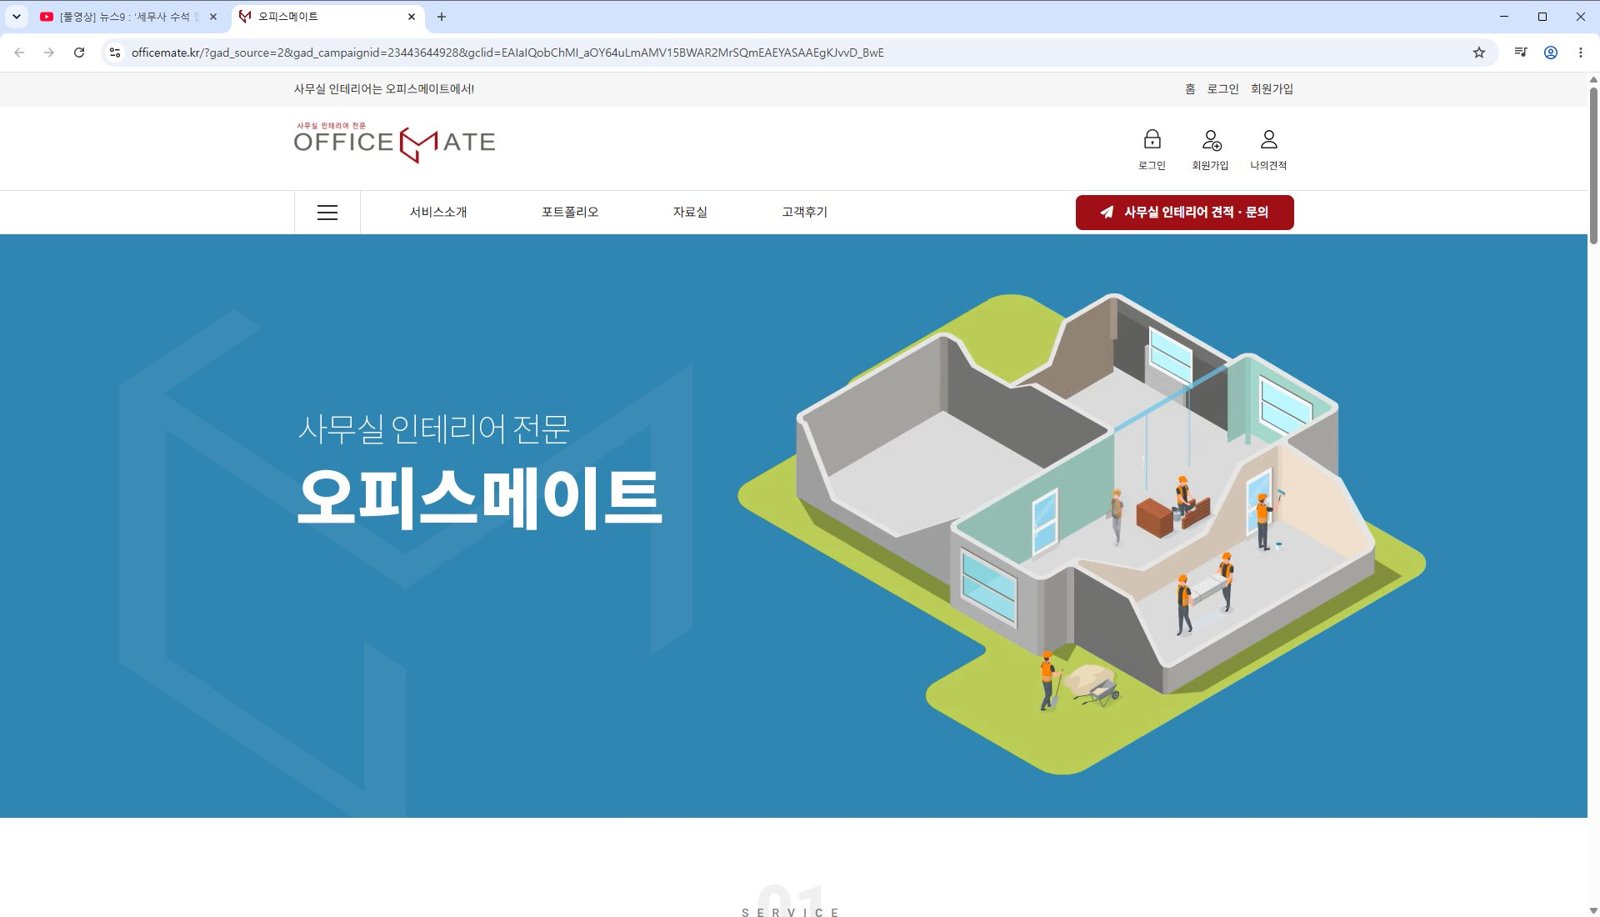 [풀영상] 뉴스9 : '세무사 수석
오피스메이트
officemate.kr/?gad_source=2&gad_campaignid=23443644928&gclid=EAIaIQobChMI_aOY64uLmAMV15BWAR2MrSQmEAEYASAAEgKJvvD_BwE
사무실 인테리어는 오피스메이트에서!
홈 로그인 회원가입
사무실 인테리어 전문
OFFICE MATE
로그인 회원가입 나의견적
서비스소개 포트폴리오 자료실 고객후기 사무실 인테리어 견적 · 문의
사무실 인테리어 전문
오피스메이트
01
SERVICE